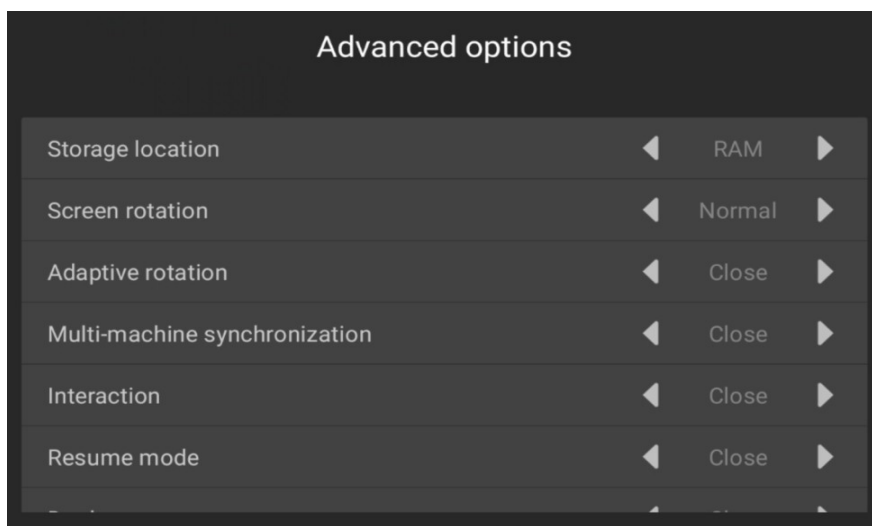 Advanced options
Storage location RAM
Screen rotation Normal
Adaptive rotation Close
Multi-machine synchronization Close
Interaction Close
Resume mode Close